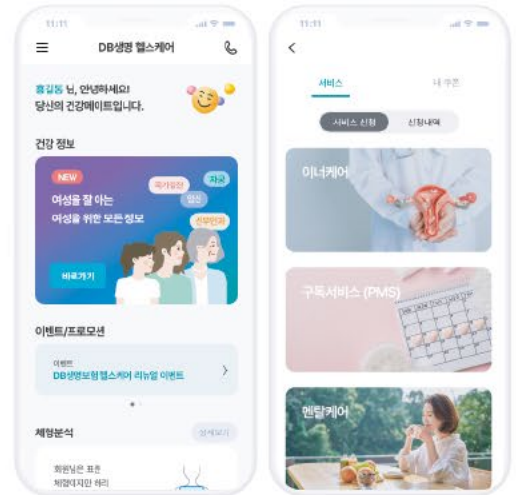 11:11
DB생명 헬스케어
홍길동 님, 안녕하세요!
당신의 건강메이트입니다.
건강 정보
NEW
여성을 잘 아는
여성을 위한 모든 정보
국가검진
자궁
임신
산부인과
바로가기
이벤트/프로모션
이벤트
DB생명보험 헬스케어 리뉴얼 이벤트
체형분석
상세보기
회원님은 표준
체형이지만 허리
11:11
서비스
내 쿠폰
서비스 신청
신청내역
이너케어
구독서비스 (PMS)
멘탈케어